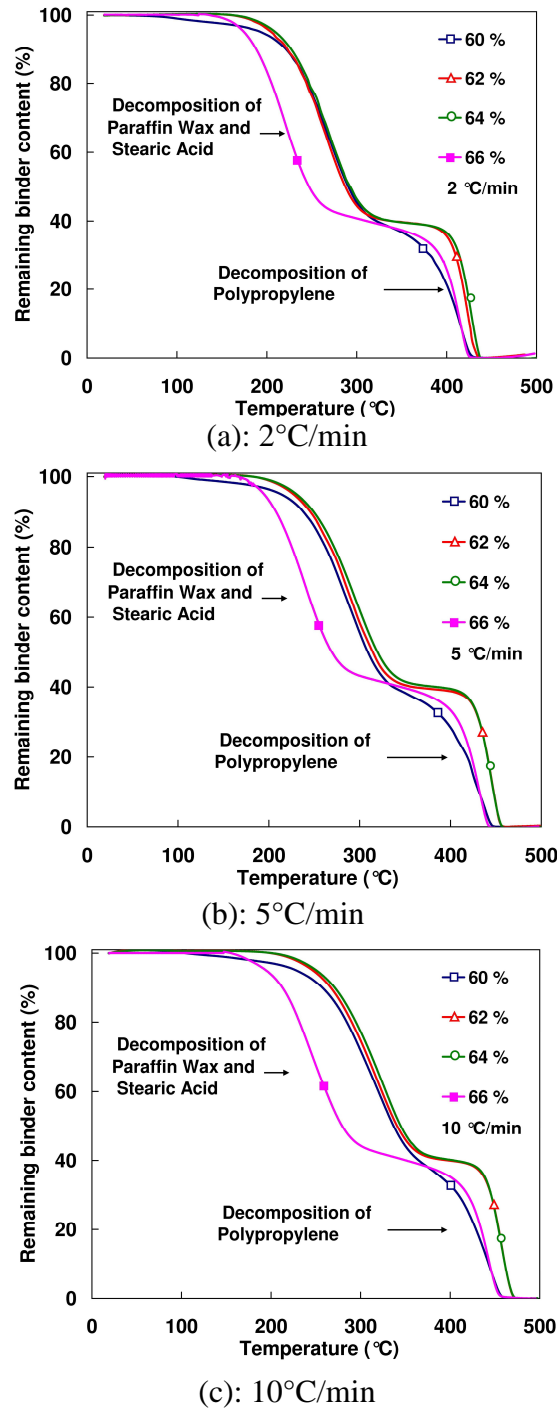 100
80
60
40
20
0
0 100 200 300 400 500
Remaining binder content (%)
Temperature (°C)
60 %
62 %
64 %
66 %
2 °C/min
Decomposition of
Paraffin Wax and
Stearic Acid
Decomposition of
Polypropylene
(a): 2°C/min
100
80
60
40
20
0
0 100 200 300 400 500
Remaining binder content (%)
Temperature (°C)
60 %
62 %
64 %
66 %
5 °C/min
Decomposition of
Paraffin Wax and
Stearic Acid
Decomposition of
Polypropylene
(b): 5°C/min
100
80
60
40
20
0
0 100 200 300 400 500
Remaining binder content (%)
Temperature (°C)
60 %
62 %
64 %
66 %
10 °C/min
Decomposition of
Paraffin Wax and
Stearic Acid
Decomposition of
Polypropylene
(c): 10°C/min